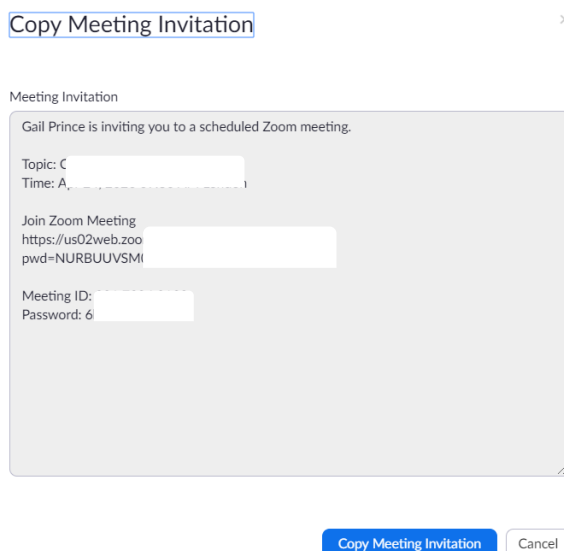 Copy Meeting Invitation
Meeting Invitation
Gail Prince is inviting you to a scheduled Zoom meeting.
Topic:
Time:
Join Zoom Meeting
https://us02web.zoo
pwd=NURBUUVSM
Meeting ID:
Password: 6
Copy Meeting Invitation
Cancel